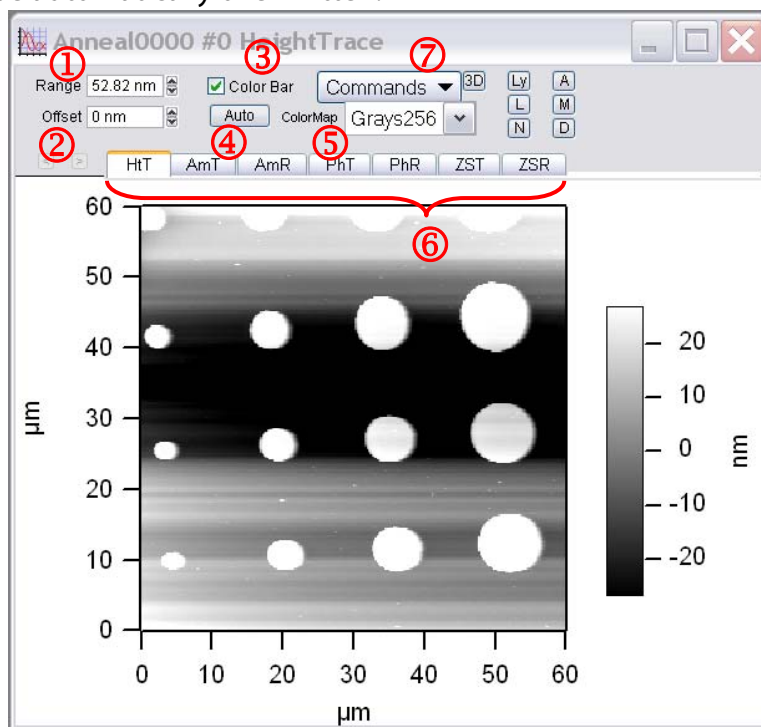 Anneal0000 #0 HeightTrace
① ③ ⑦
Range 52.82 nm Color Bar Commands 3D Ly A
Offset 0 nm Auto ColorMap Grays256 L M
N D
② ④ ⑤
< >
HtT AmT AmR PhT PhR ZST ZSR
⑥
60
50
40
30
20
10
0
µm
0 10 20 30 40 50 60
µm
20
10
0
-10
-20
nm